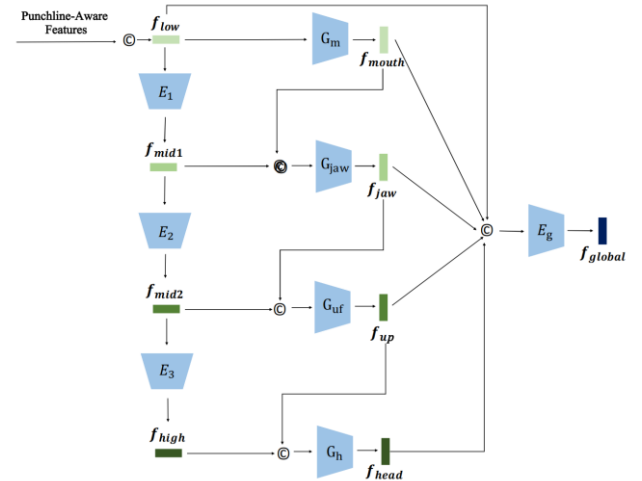 Punchline-Aware
Features
f_low
©
G_m
f_mouth
E_1
f_mid1
©
G_jaw
f_jaw
E_2
©
E_g
f_global
f_mid2
©
G_uf
f_up
E_3
f_high
©
G_h
f_head